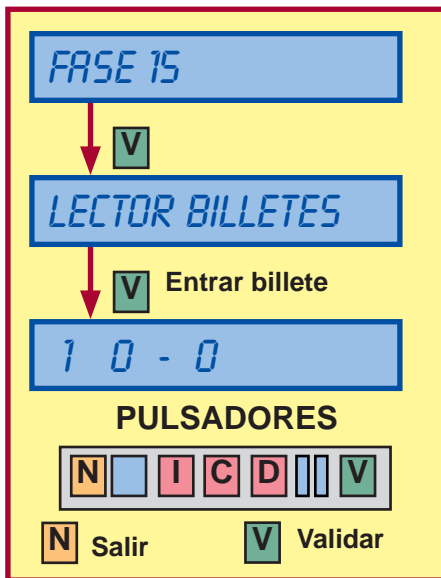 FASE 15
V
LECTOR BILLETES
V Entrar billete
1 0 - 0
PULSADORES
N I C D V
N Salir V Validar